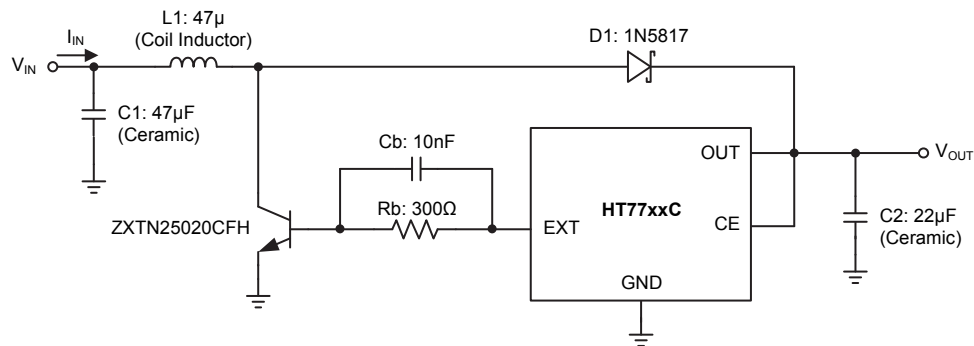 L1: 47µ
(Coil Inductor)
I_IN
V_IN
C1: 47µF
(Ceramic)
D1: 1N5817
Cb: 10nF
Rb: 300Ω
ZXTN25020CFH
OUT
HT77xxC
EXT
CE
GND
V_OUT
C2: 22µF
(Ceramic)